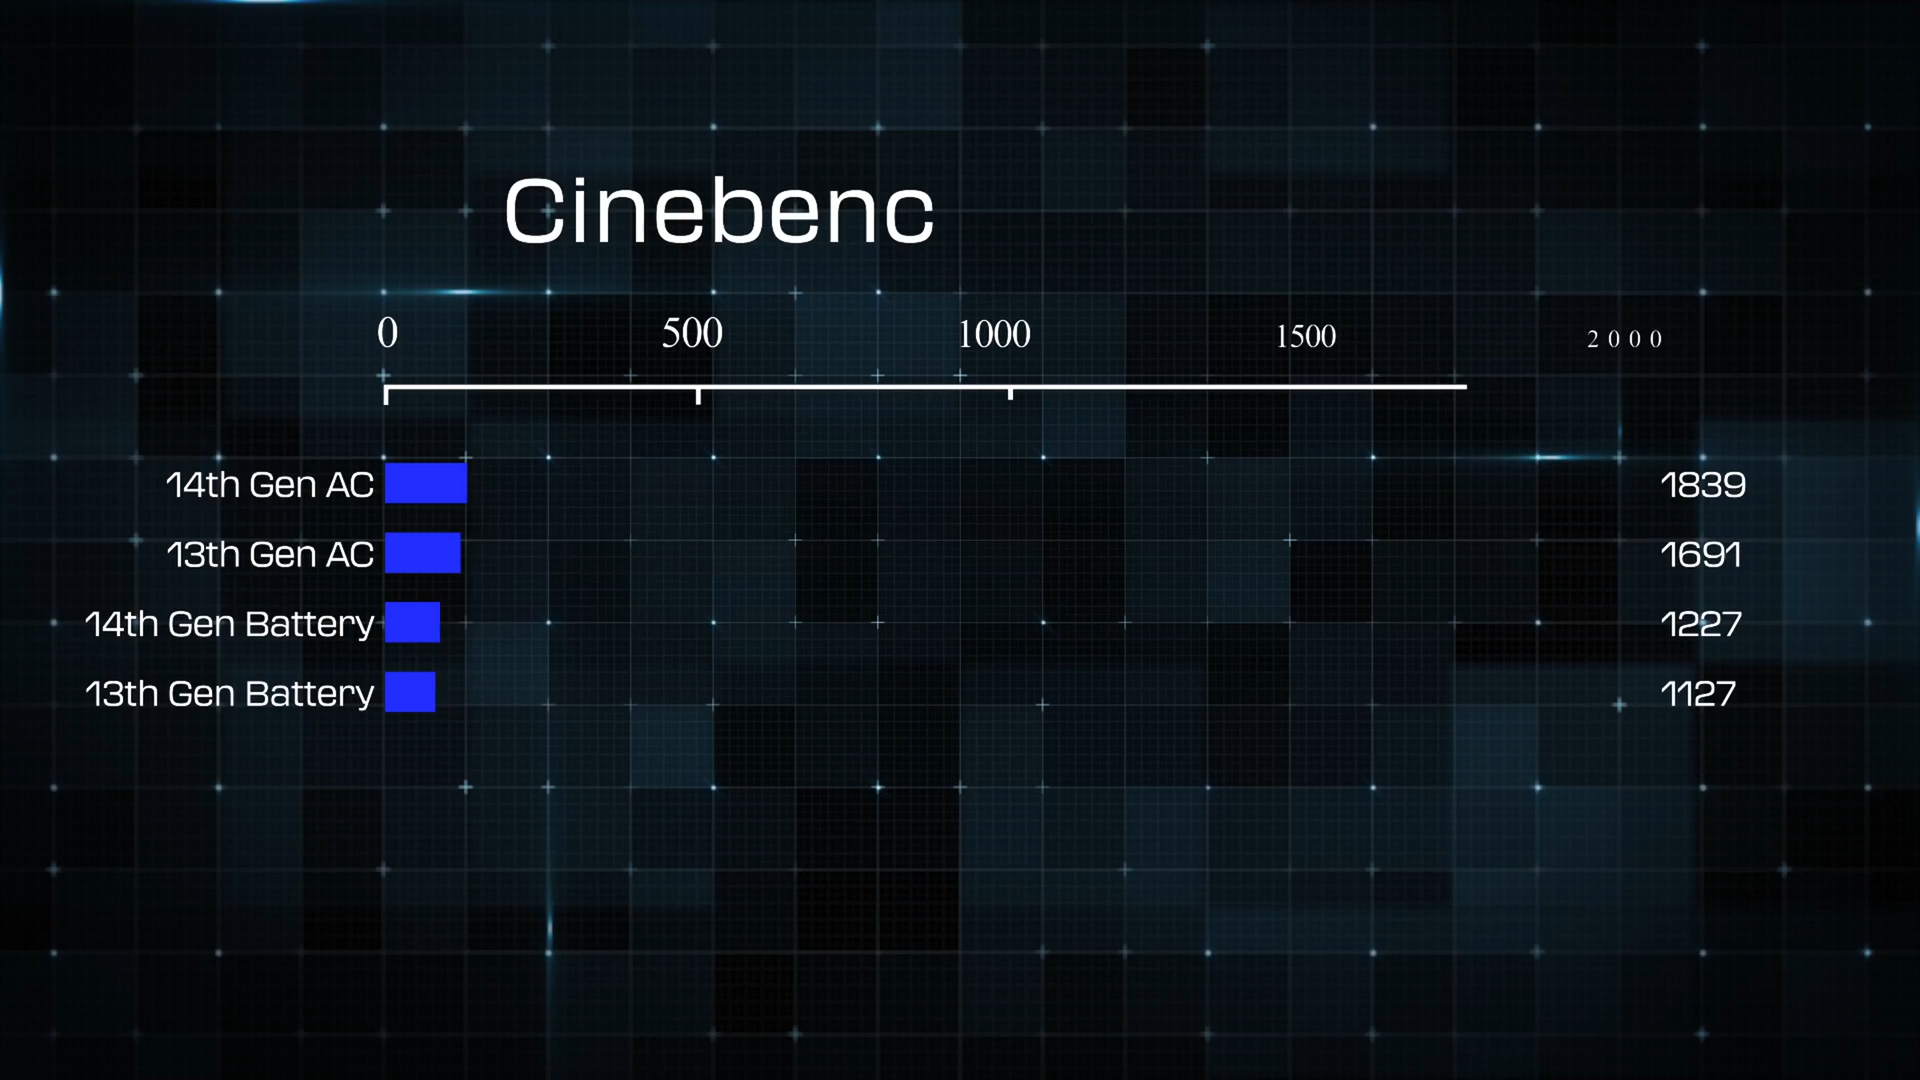 Cinebenc
0 500 1000 1500 2000
14th Gen AC 1839
13th Gen AC 1691
14th Gen Battery 1227
13th Gen Battery 1127